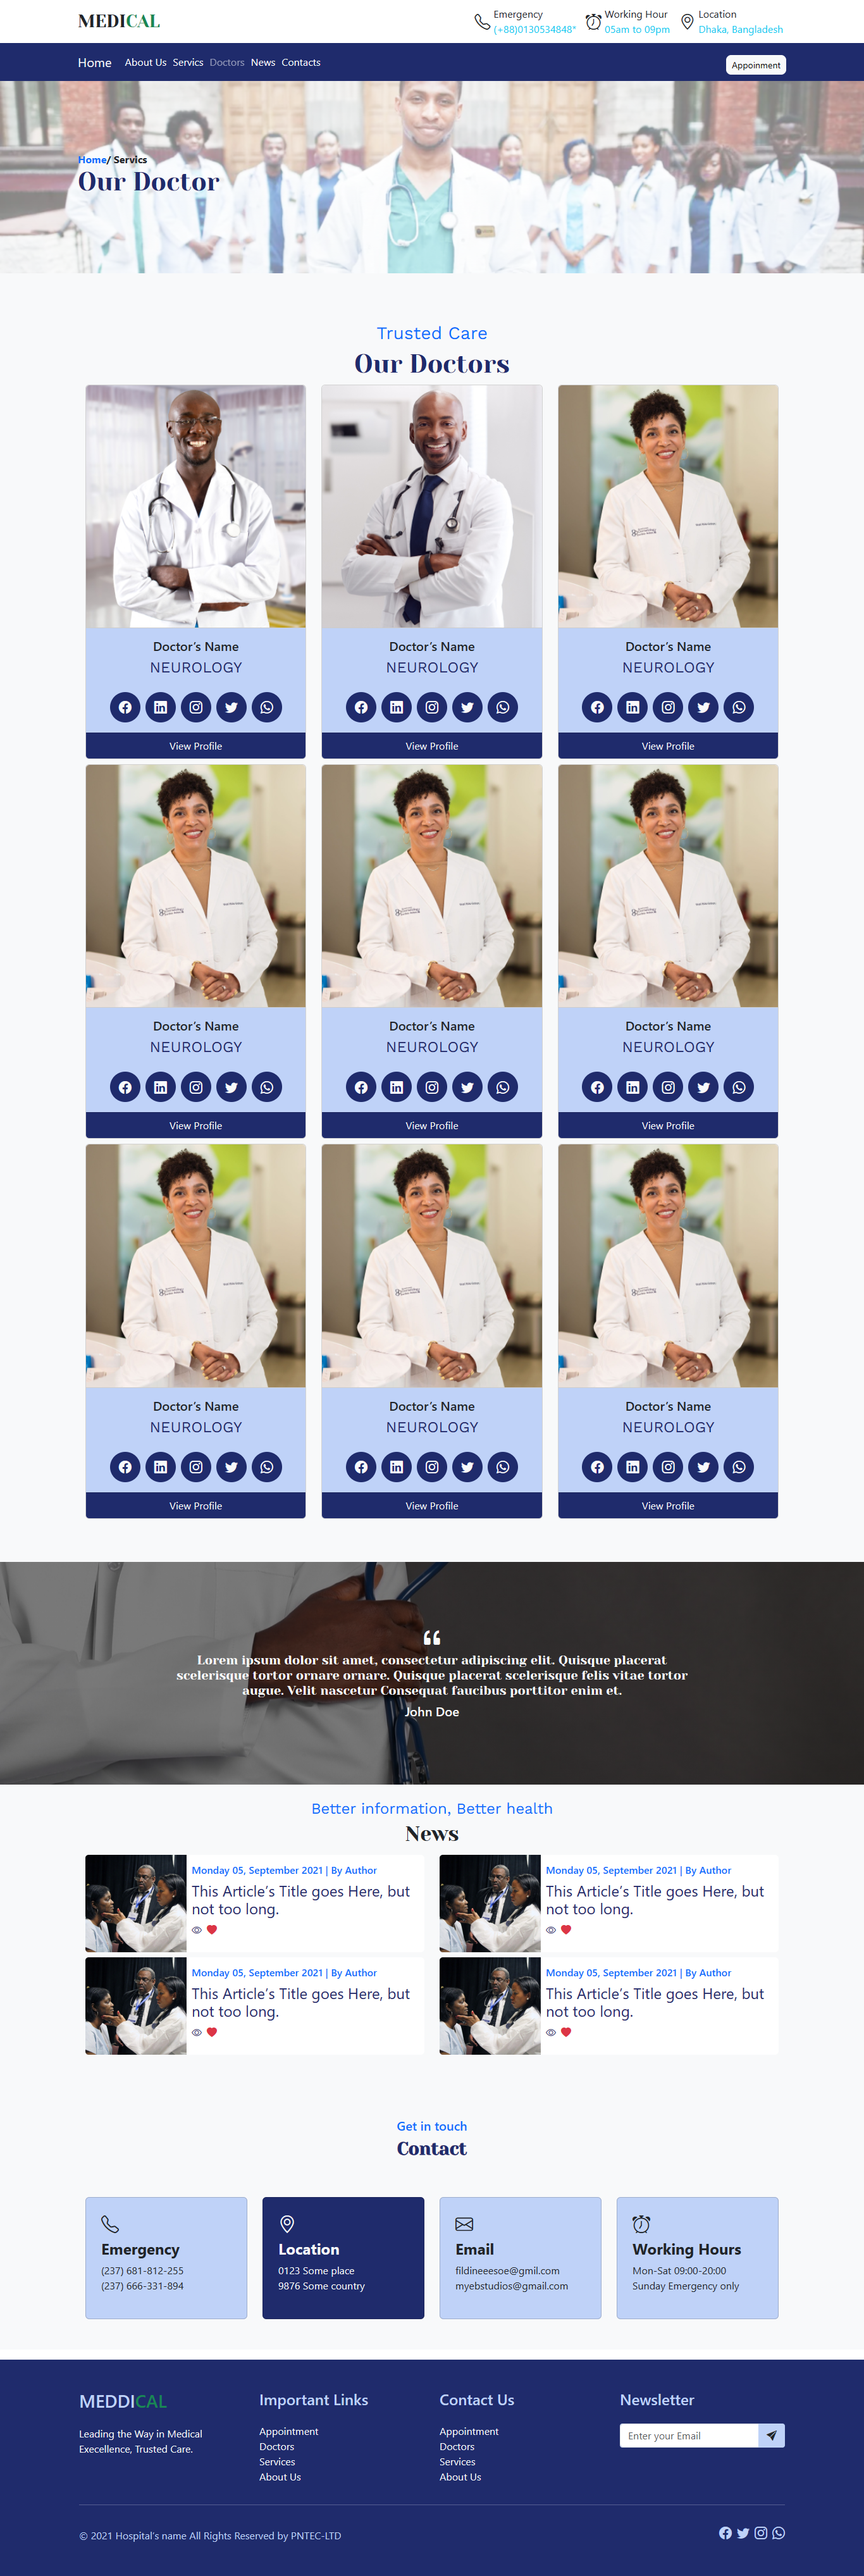 MEDICAL
Emergency
(+88)0130534848*
Working Hour
05am to 09pm
Location
Dhaka, Bangladesh
Home
About Us
Servics
Doctors
News
Contacts
Appoinment
Home/ Servics
Our Doctor
Trusted Care
Our Doctors
Doctor's Name
NEUROLOGY
View Profile
Doctor's Name
NEUROLOGY
View Profile
Doctor's Name
NEUROLOGY
View Profile
Doctor's Name
NEUROLOGY
View Profile
Doctor's Name
NEUROLOGY
View Profile
Doctor's Name
NEUROLOGY
View Profile
Doctor's Name
NEUROLOGY
View Profile
Doctor's Name
NEUROLOGY
View Profile
Doctor's Name
NEUROLOGY
View Profile
“
Lorem ipsum dolor sit amet, consectetur adipiscing elit. Quisque placerat
scelerisque tortor ornare ornare. Quisque placerat scelerisque felis vitae tortor
augue. Velit nascetur Consequat faucibus porttitor enim et.
John Doe
Better information, Better health
News
Monday 05, September 2021 | By Author
This Article's Title goes Here, but
not too long.
Monday 05, September 2021 | By Author
This Article's Title goes Here, but
not too long.
Monday 05, September 2021 | By Author
This Article's Title goes Here, but
not too long.
Monday 05, September 2021 | By Author
This Article's Title goes Here, but
not too long.
Get in touch
Contact
Emergency
(237) 681-812-255
(237) 666-331-894
Location
0123 Some place
9876 Some country
Email
fildineeesoe@gmil.com
myebstudios@gmail.com
Working Hours
Mon-Sat 09:00-20:00
Sunday Emergency only
MEDDICAL
Leading the Way in Medical
Execellence, Trusted Care.
Important Links
Appointment
Doctors
Services
About Us
Contact Us
Appointment
Doctors
Services
About Us
Newsletter
Enter your Email
© 2021 Hospital's name All Rights Reserved by PNTEC-LTD